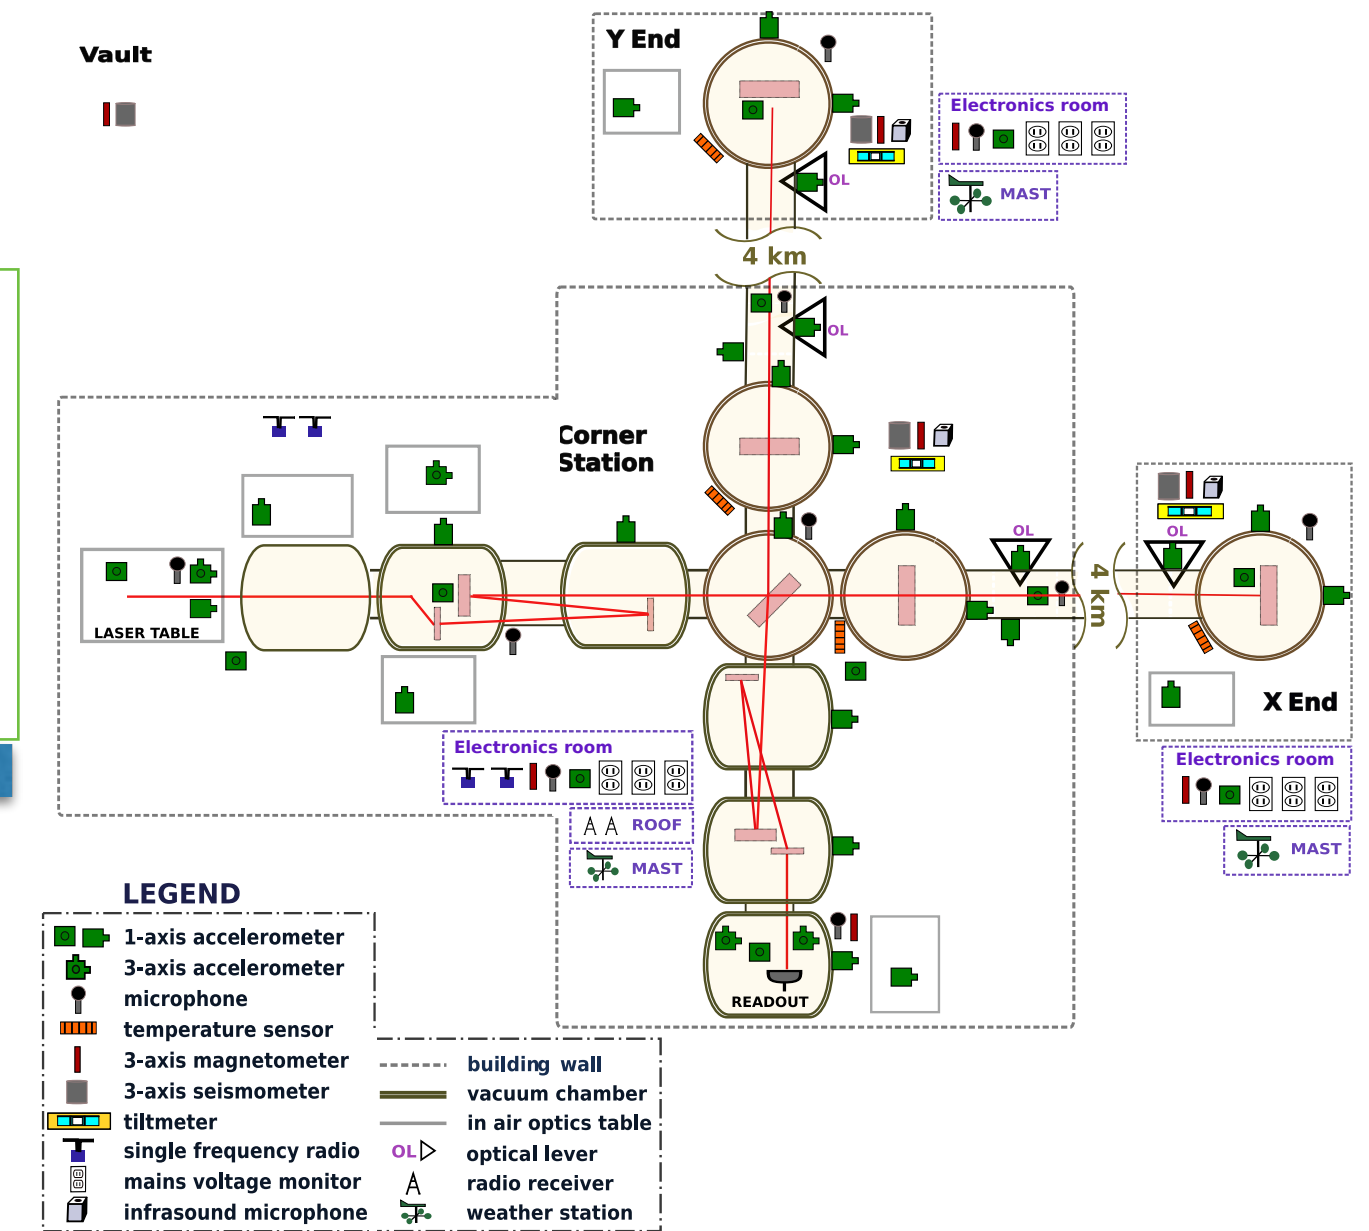 Vault
Y End
Electronics room
MAST
OL
4 km
OL
Corner
Station
OL
4 km
OL
LASER TABLE
X End
Electronics room
ROOF
MAST
Electronics room
MAST
READOUT
LEGEND
1-axis accelerometer
3-axis accelerometer
microphone
temperature sensor
3-axis magnetometer
3-axis seismometer
tiltmeter
single frequency radio
mains voltage monitor
infrasound microphone
building wall
vacuum chamber
in air optics table
OL optical lever
radio receiver
weather station